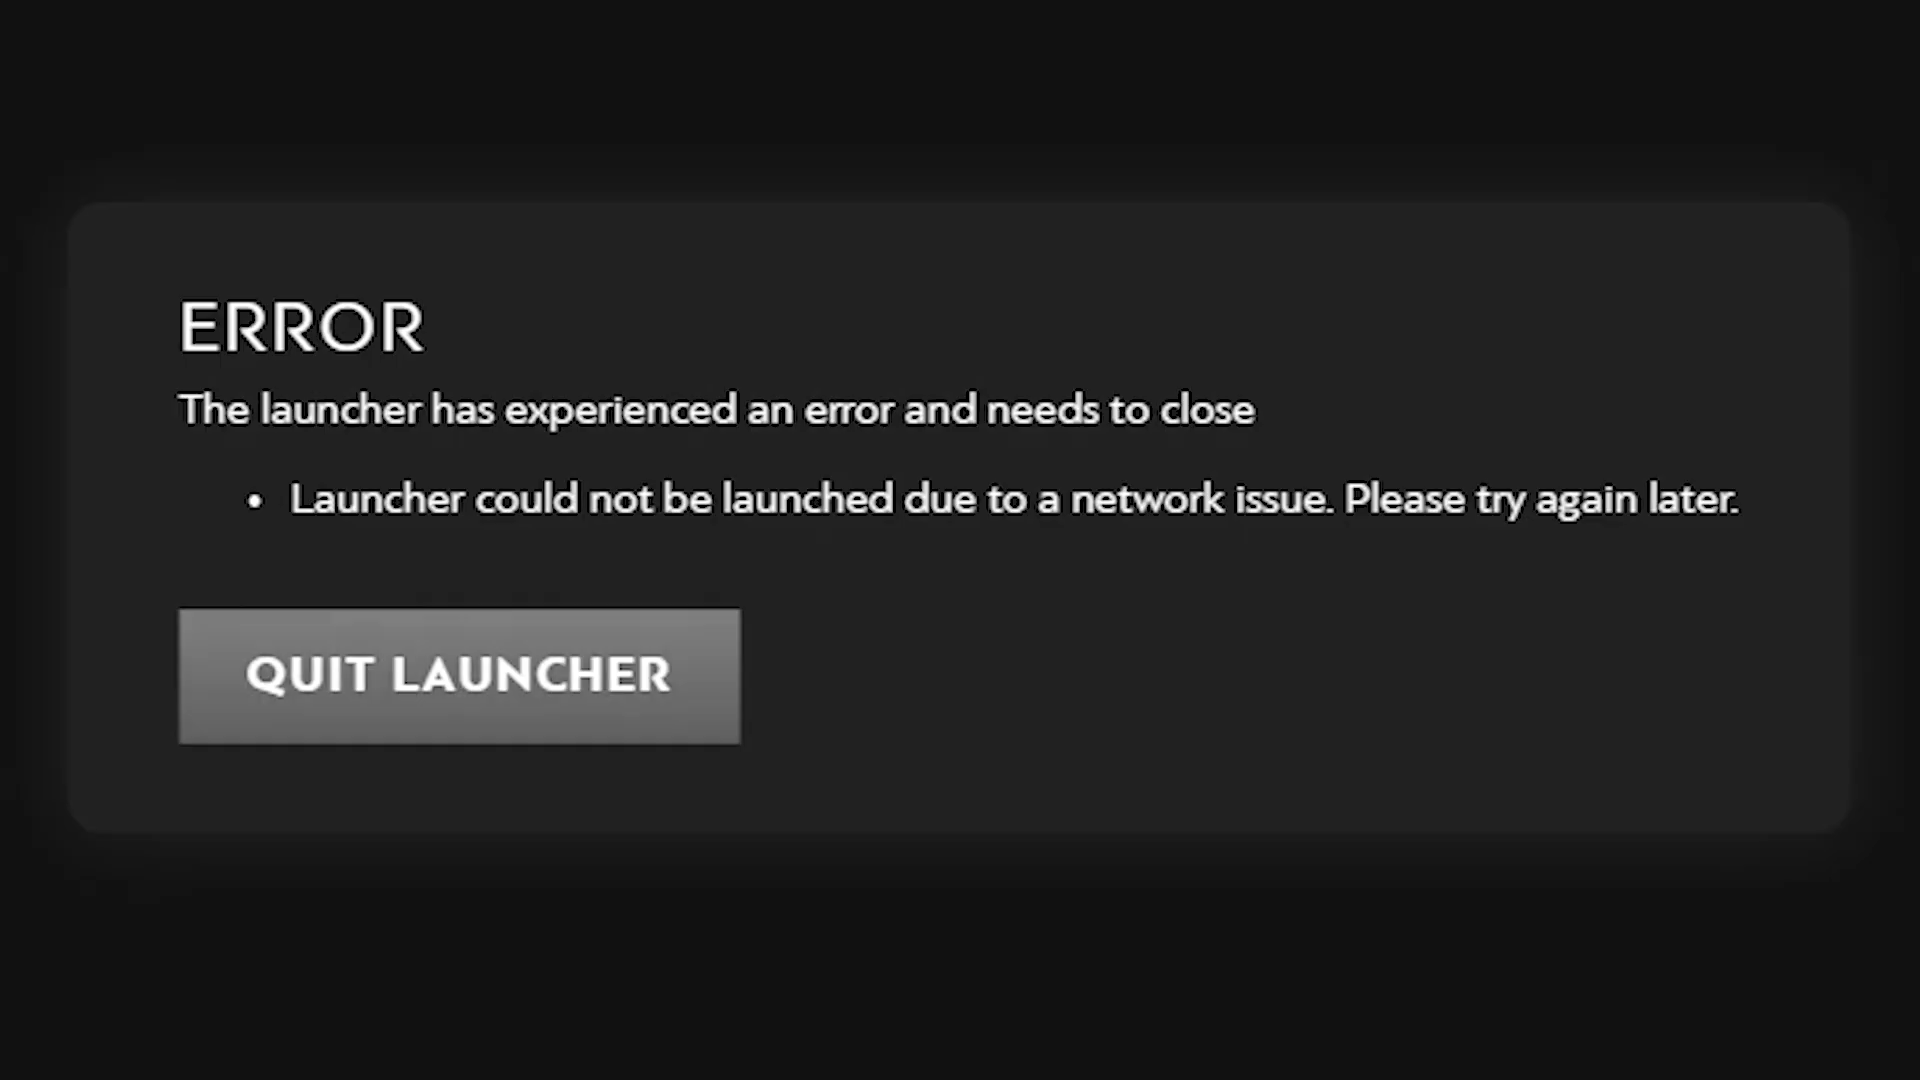 ERROR
The launcher has experienced an error and needs to close
• Launcher could not be launched due to a network issue. Please try again later.
QUIT LAUNCHER